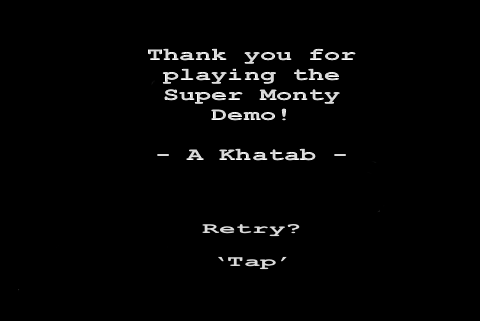 Thank you for
playing the
Super Monty
Demo!
- A Khatab -
Retry?
‘Tap’